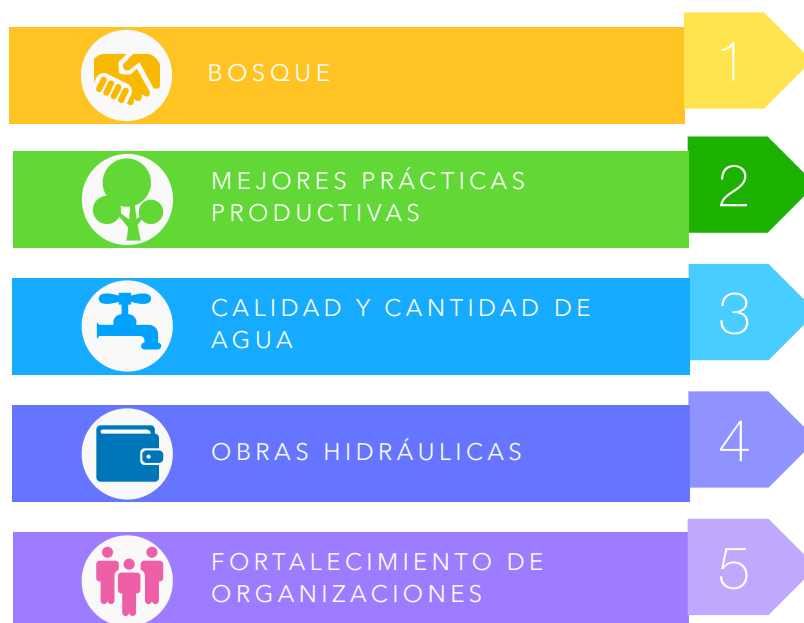 BOSQUE
1
MEJORES PRÁCTICAS
PRODUCTIVAS
2
CALIDAD Y CANTIDAD DE
AGUA
3
OBRAS HIDRÁULICAS
4
FORTALECIMIENTO DE
ORGANIZACIONES
5